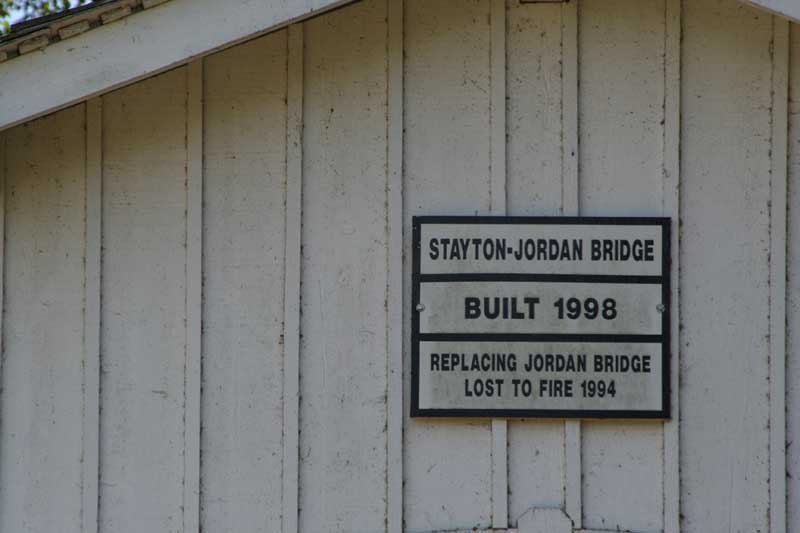 STAYTON-JORDAN BRIDGE
BUILT 1998
REPLACING JORDAN BRIDGE
LOST TO FIRE 1994